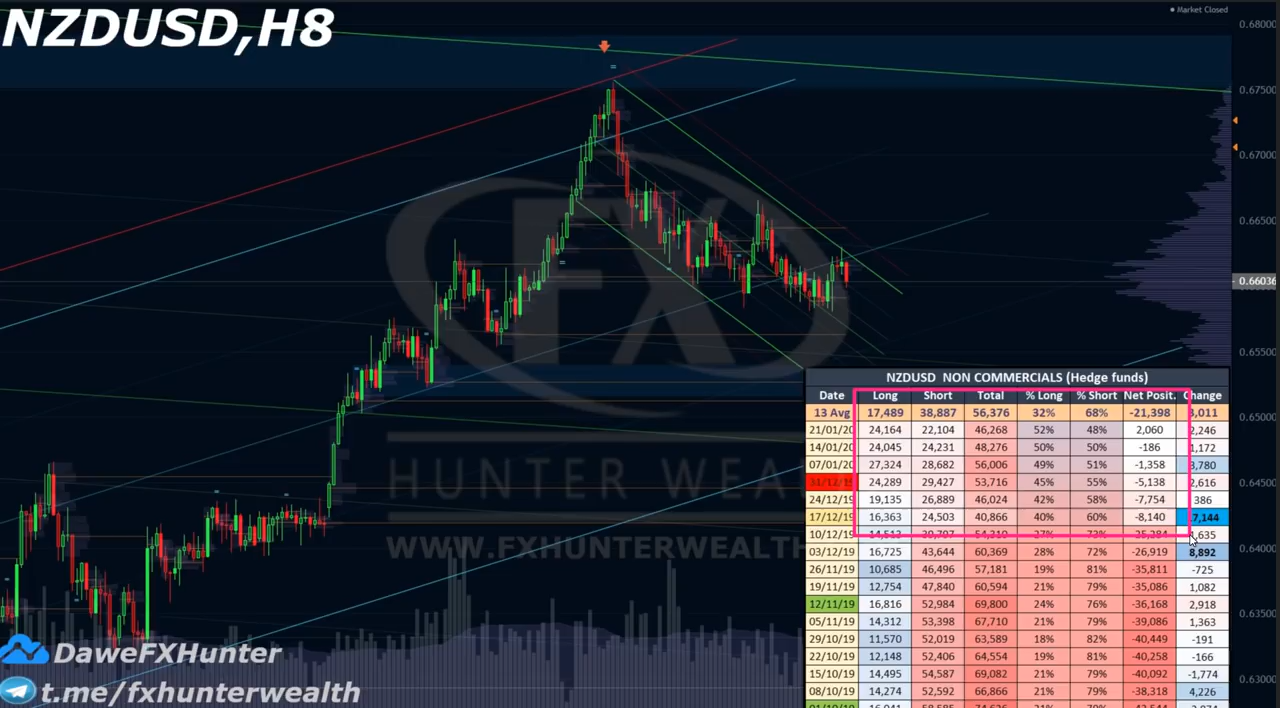 NZDUSD,H8
Market Closed
0.68000
0.67500
0.67000
0.66500
0.66036
0.65500
0.65000
0.64500
0.64000
0.63500
0.63000
FX
HUNTER WEA
WWW.FXHUNTERWEALTH
DaweFXHunter
t.me/fxhunterwealth
NZDUSD NON COMMERCIALS (Hedge funds)
Date Long Short Total % Long % Short Net Posit. Change
13 Avg 17,489 38,887 56,376 32% 68% -21,398 3,011
21/01/20 24,164 22,104 46,268 52% 48% 2,060 2,246
14/01/20 24,045 24,231 48,276 50% 50% -186 1,172
07/01/20 27,324 28,682 56,006 49% 51% -1,358 3,780
31/12/19 24,289 29,427 53,716 45% 55% -5,138 2,616
24/12/19 19,135 26,889 46,024 42% 58% -7,754 386
17/12/19 16,363 24,503 40,866 40% 60% -8,140 17,144
10/12/19 1,635
03/12/19 16,725 43,644 60,369 28% 72% -26,919 8,892
26/11/19 10,685 46,496 57,181 19% 81% -35,811 -725
19/11/19 12,754 47,840 60,594 21% 79% -35,086 1,082
12/11/19 16,816 52,984 69,800 24% 76% -36,168 2,918
05/11/19 14,312 53,398 67,710 21% 79% -39,086 1,363
29/10/19 11,570 52,019 63,589 18% 82% -40,449 -191
22/10/19 12,148 52,406 64,554 19% 81% -40,258 -166
15/10/19 14,495 54,587 69,082 21% 79% -40,092 -1,774
08/10/19 14,274 52,592 66,866 21% 79% -38,318 4,226